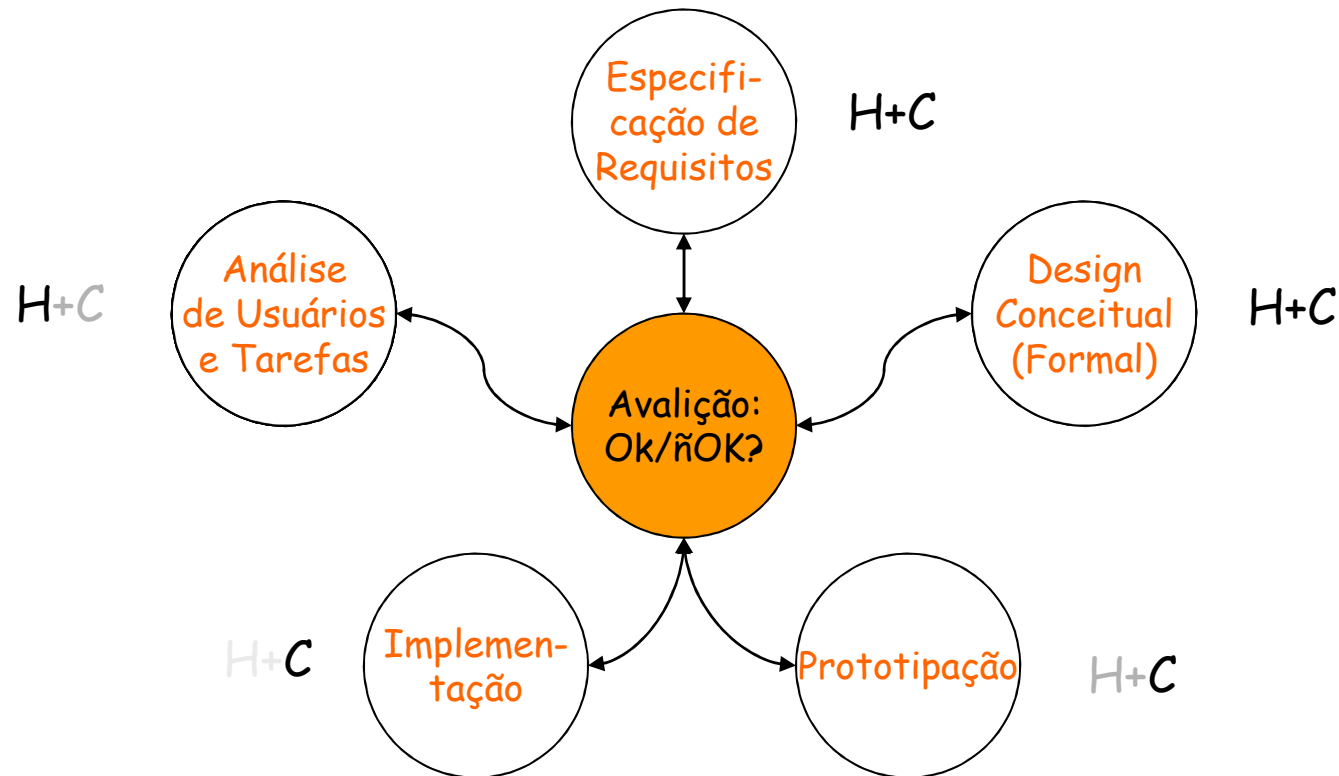 Especifi-
cação de
Requisitos
H+C
Análise
de Usuários
e Tarefas
H+C
Design
Conceitual
(Formal)
H+C
Avalição:
Ok/ñOK?
Implemen-
tação
H+C
Prototipação
H+C